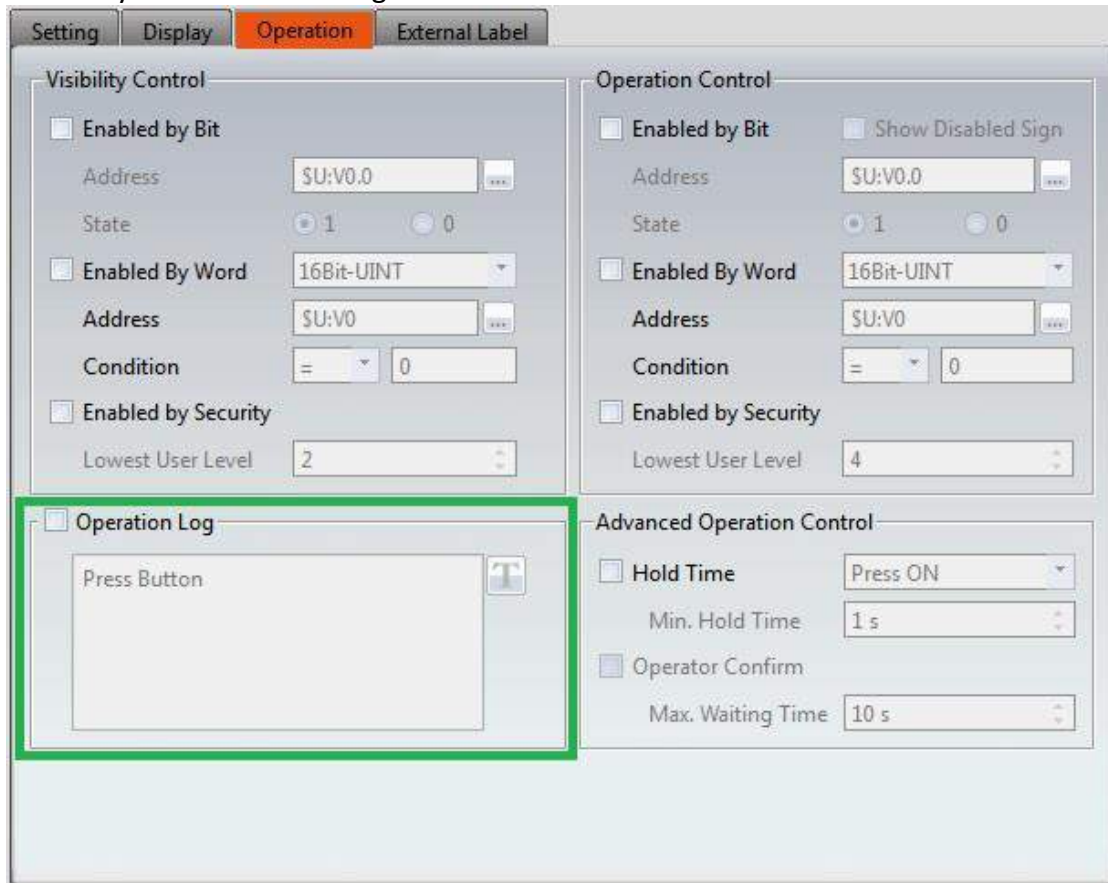 Setting Display Operation External Label
Visibility Control
Enabled by Bit
Address $U:V0.0 ...
State 1 0
Enabled By Word 16Bit-UINT
Address $U:V0 ...
Condition = 0
Enabled by Security
Lowest User Level 2
Operation Control
Enabled by Bit Show Disabled Sign
Address $U:V0.0 ...
State 1 0
Enabled By Word 16Bit-UINT
Address $U:V0 ...
Condition = 0
Enabled by Security
Lowest User Level 4
Operation Log
Press Button T
Advanced Operation Control
Hold Time Press ON
Min. Hold Time 1 s
Operator Confirm
Max. Waiting Time 10 s